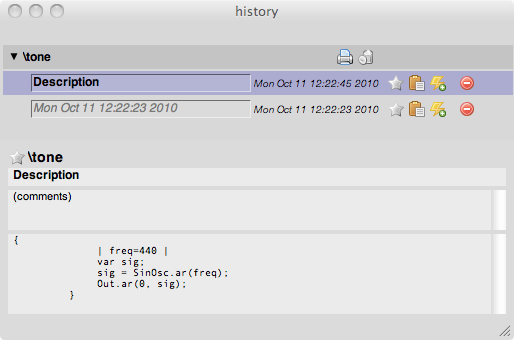 history
▼ \tone
Description Mon Oct 11 12:22:45 2010
Mon Oct 11 12:22:23 2010 Mon Oct 11 12:22:23 2010
\tone
Description
(comments)
{
| freq=440 |
var sig;
sig = SinOsc.ar(freq);
Out.ar(0, sig);
}